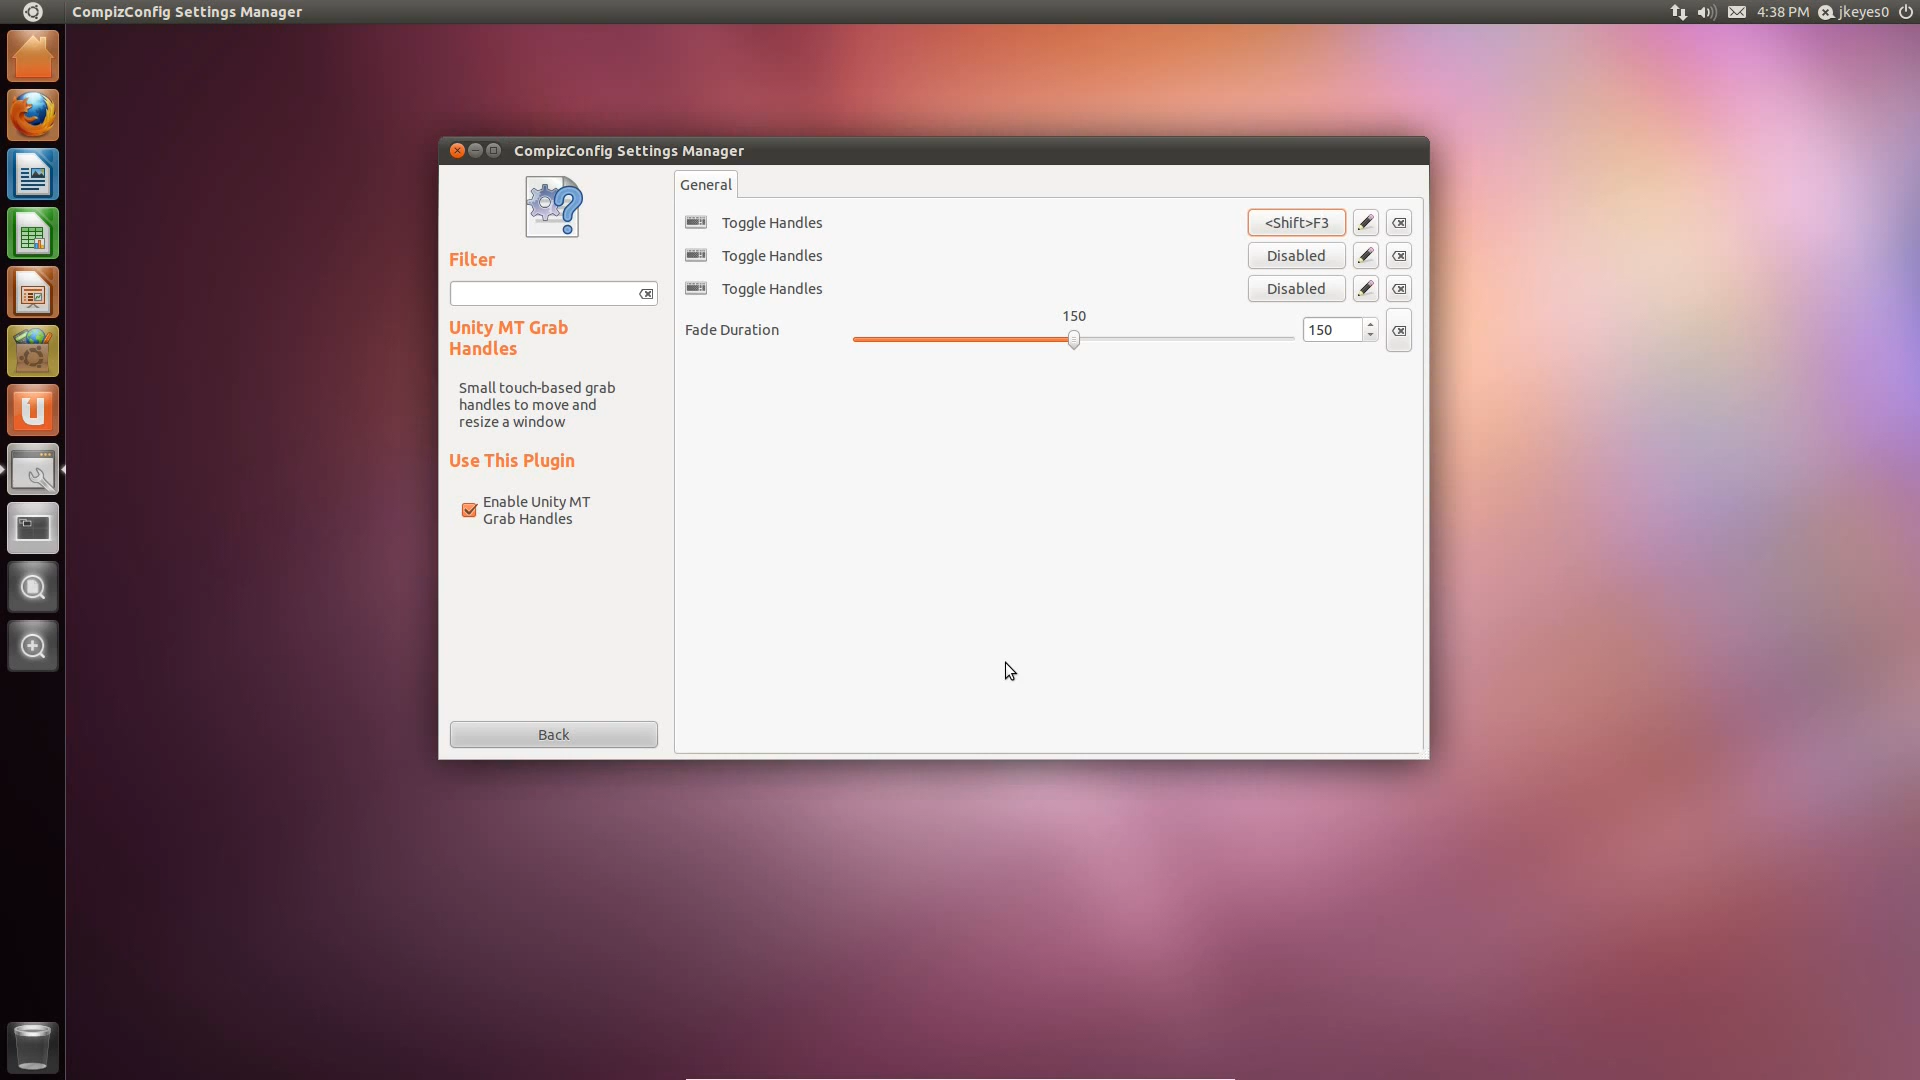 CompizConfig Settings Manager
4:38 PM
jkeyes0
CompizConfig Settings Manager
Filter
Unity MT Grab
Handles
Small touch-based grab
handles to move and
resize a window
Use This Plugin
Enable Unity MT
Grab Handles
Back
General
Toggle Handles
<Shift>F3
Toggle Handles
Disabled
Toggle Handles
Disabled
150
Fade Duration
150